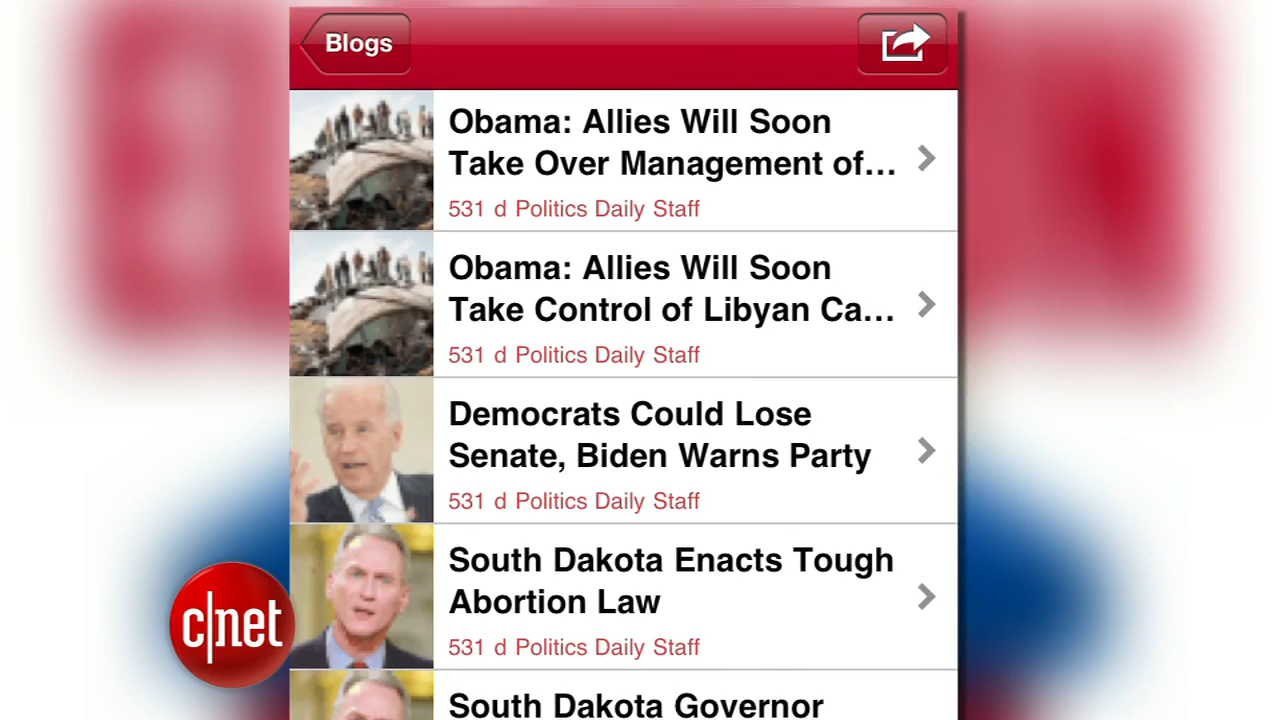 Blogs
Obama: Allies Will Soon
Take Over Management of...
531 d Politics Daily Staff
Obama: Allies Will Soon
Take Control of Libyan Ca...
531 d Politics Daily Staff
Democrats Could Lose
Senate, Biden Warns Party
531 d Politics Daily Staff
South Dakota Enacts Tough
Abortion Law
531 d Politics Daily Staff
South Dakota Governor
c|net